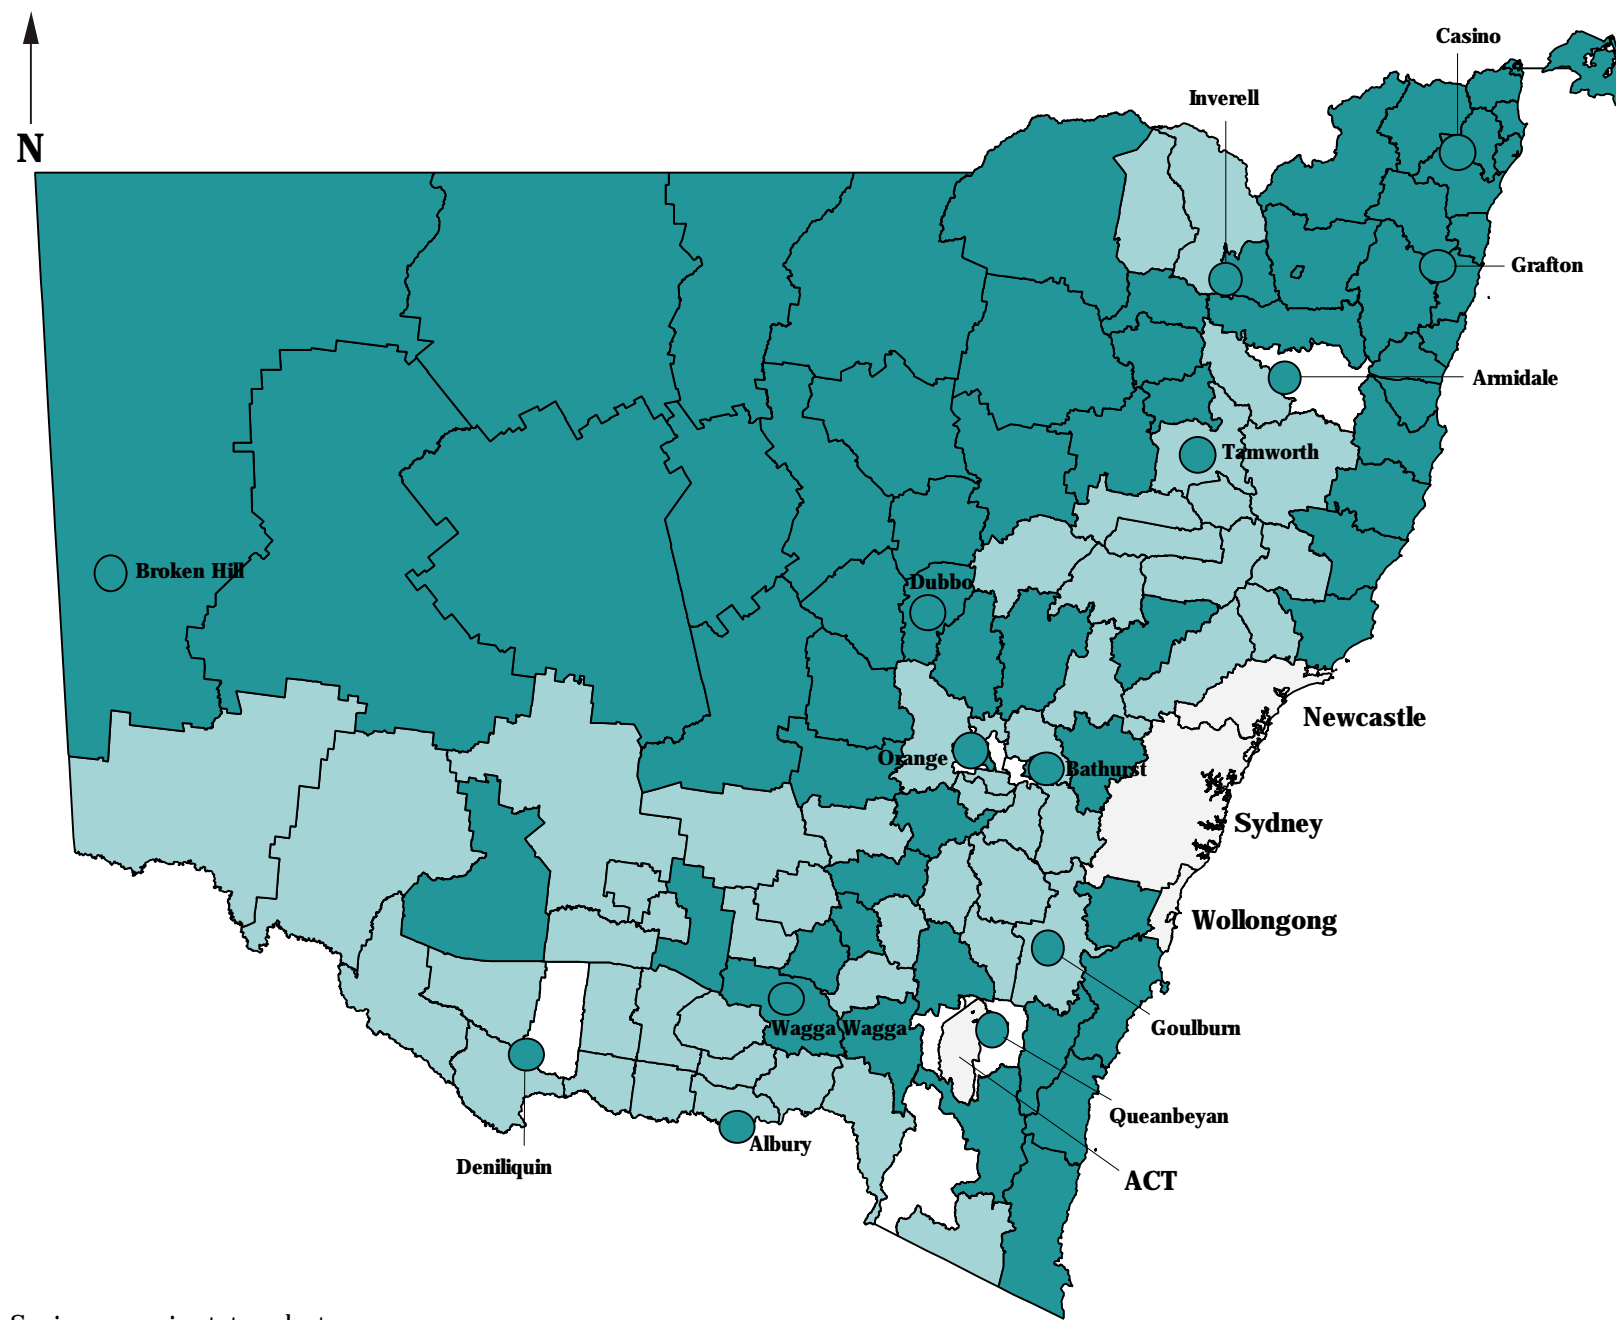 Casino
Inverell
N
Grafton
Armidale
Tamworth
Broken Hill
Dubbo
Newcastle
Orange
Bathurst
Sydney
Wollongong
Wagga Wagga
Goulburn
Queanbeyan
Albury
Deniliquin
ACT